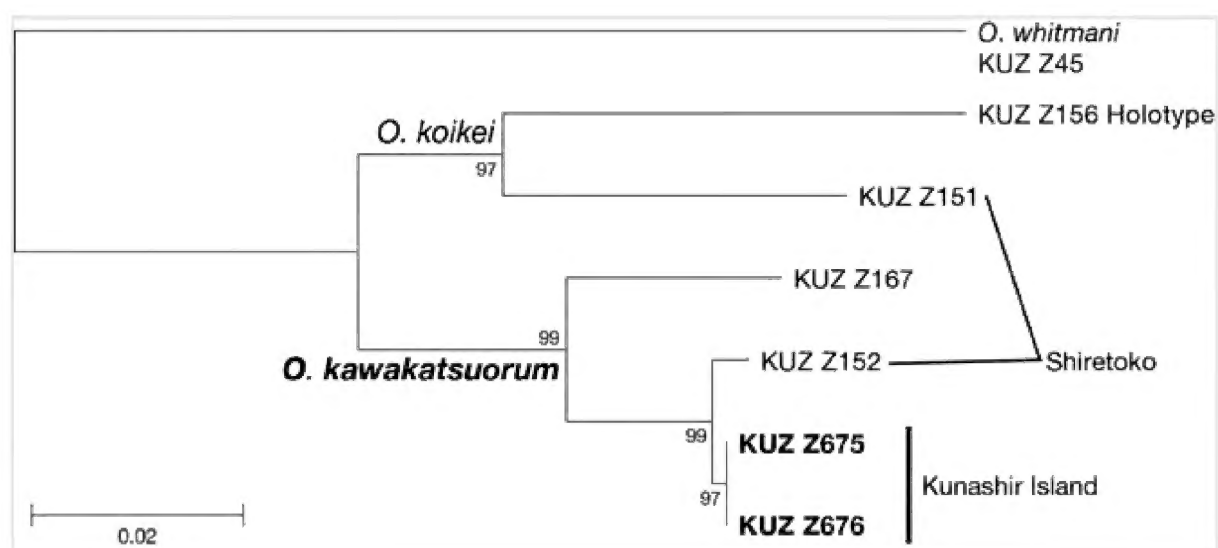 O. whitmani
KUZ Z45
KUZ Z156 Holotype
O. koikei
97
KUZ Z151
KUZ Z167
99
O. kawakatsuorum
KUZ Z152
Shiretoko
99
KUZ Z675
Kunashir Island
97
KUZ Z676
0.02